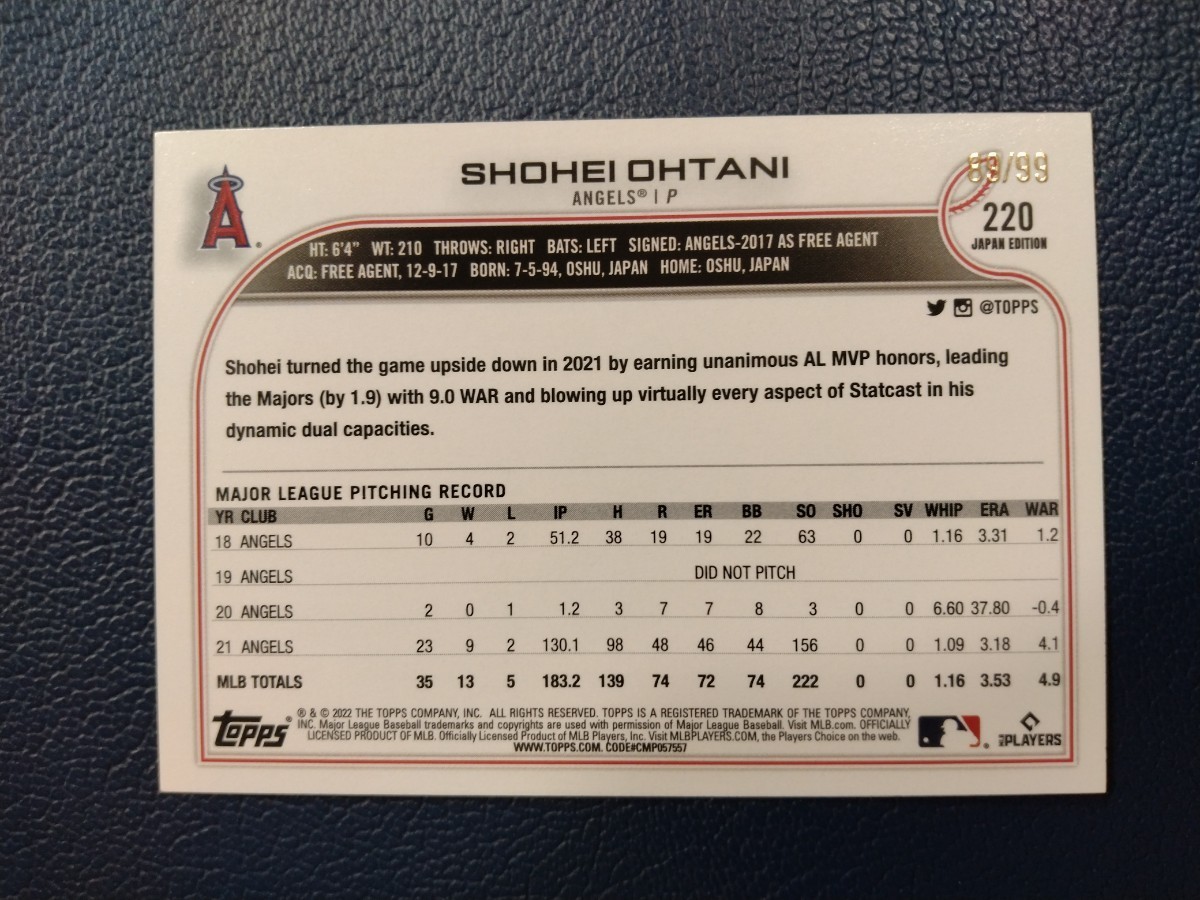 SHOHEI OHTANI
ANGELS® | P
/99
220
JAPAN EDITION
A
HT: 6'4" WT: 210 THROWS: RIGHT BATS: LEFT SIGNED: ANGELS-2017 AS FREE AGENT
ACQ: FREE AGENT, 12-9-17 BORN: 7-5-94, OSHU, JAPAN HOME: OSHU, JAPAN
@TOPPS
Shohei turned the game upside down in 2021 by earning unanimous AL MVP honors, leading
the Majors (by 1.9) with 9.0 WAR and blowing up virtually every aspect of Statcast in his
dynamic dual capacities.
MAJOR LEAGUE PITCHING RECORD
YR CLUB G W L IP H R ER BB SO SHO SV WHIP ERA WAR
18 ANGELS 10 4 2 51.2 38 19 19 22 63 0 0 1.16 3.31 1.2
19 ANGELS DID NOT PITCH
20 ANGELS 2 0 1 1.2 3 7 7 8 3 0 0 6.60 37.80 -0.4
21 ANGELS 23 9 2 130.1 98 48 46 44 156 0 0 1.09 3.18 4.1
MLB TOTALS 35 13 5 183.2 139 74 72 74 222 0 0 1.16 3.53 4.9
topps®
® & © 2022 THE TOPPS COMPANY, INC. ALL RIGHTS RESERVED. TOPPS IS A REGISTERED TRADEMARK OF THE TOPPS COMPANY,
INC. Major League Baseball trademarks and copyrights are used with permission of Major League Baseball. Visit MLB.com. OFFICIALLY
LICENSED PRODUCT OF MLB. Officially Licensed Product of MLB Players, Inc. Visit MLBPLAYERS.COM, the Players Choice on the web.
WWW.TOPPS.COM. CODE#CMP057557
PLAYERS